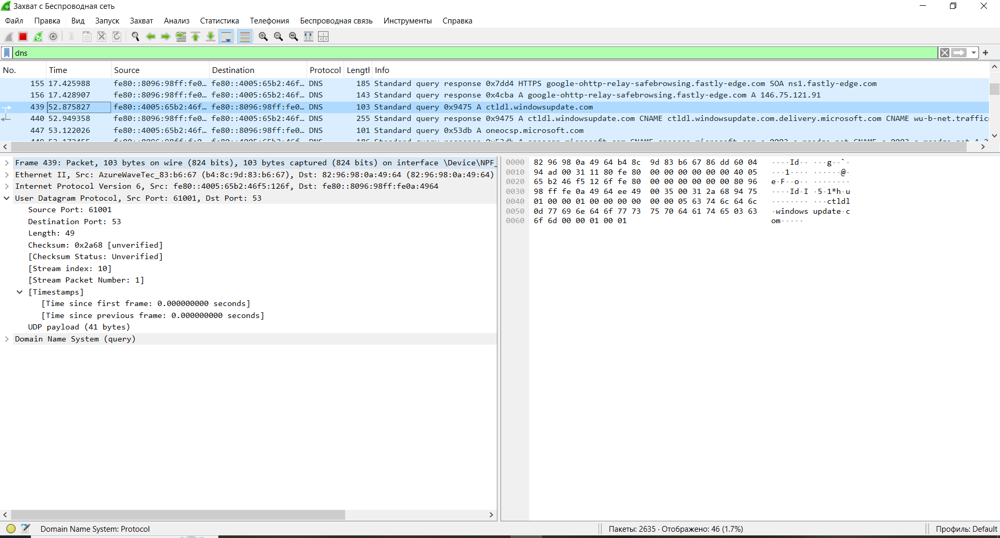 Захват с Беспроводная сеть
Файл Правка Вид Запуск Захват Анализ Статистика Телефония Беспроводная связь Инструменты Справка
dns
No. Time Source Destination Protocol Lengtl Info
155 17.425988 fe80::8096:98ff:fe0… fe80::4005:65b2:46f… DNS 185 Standard query response 0x7dd4 HTTPS google-ohttp-relay-safebrowsing.fastly-edge.com SOA ns1.fastly-edge.com
156 17.428907 fe80::8096:98ff:fe0… fe80::4005:65b2:46f… DNS 143 Standard query response 0x4cba A google-ohttp-relay-safebrowsing.fastly-edge.com A 146.75.121.91
439 52.875827 fe80::4005:65b2:46f… fe80::8096:98ff:fe0… DNS 103 Standard query 0x9475 A ctldl.windowsupdate.com
440 52.949358 fe80::8096:98ff:fe0… fe80::4005:65b2:46f… DNS 255 Standard query response 0x9475 A ctldl.windowsupdate.com CNAME ctldl.windowsupdate.com.delivery.microsoft.com CNAME wu-b-net.traffic
447 53.122026 fe80::4005:65b2:46f… fe80::8096:98ff:fe0… DNS 101 Standard query 0x53db A oneocsp.microsoft.com
Frame 439: Packet, 103 bytes on wire (824 bits), 103 bytes captured (824 bits) on interface \Device\NPF_
Ethernet II, Src: AzureWaveTec_83:b6:67 (b4:8c:9d:83:b6:67), Dst: 82:96:98:0a:49:64 (82:96:98:0a:49:64)
Internet Protocol Version 6, Src: fe80::4005:65b2:46f5:126f, Dst: fe80::8096:98ff:fe0a:4964
User Datagram Protocol, Src Port: 61001, Dst Port: 53
Source Port: 61001
Destination Port: 53
Length: 49
Checksum: 0x2a68 [unverified]
[Checksum Status: Unverified]
[Stream index: 10]
[Stream Packet Number: 1]
[Timestamps]
[Time since first frame: 0.000000000 seconds]
[Time since previous frame: 0.000000000 seconds]
UDP payload (41 bytes)
Domain Name System (query)
0000 82 96 98 0a 49 64 b4 8c 9d 83 b6 67 86 dd 60 04 ····Id·· ···g··`·
0010 94 ad 00 31 11 80 fe 80 00 00 00 00 00 00 40 05 ···1···· ······@·
0020 65 b2 46 f5 12 6f fe 80 00 00 00 00 00 00 80 96 e·F··o·· ········
0030 98 ff fe 0a 49 64 ee 49 00 35 00 31 2a 68 94 75 ····Id·I ·5·1*h·u
0040 01 00 00 01 00 00 00 00 00 00 05 63 74 6c 64 6c ········ ···ctldl
0050 0d 77 69 6e 64 6f 77 73 75 70 64 61 74 65 03 63 ·windows update·c
0060 6f 6d 00 00 01 00 01 om·····
Domain Name System: Protocol
Пакеты: 2635 · Отображено: 46 (1.7%)
Профиль: Default